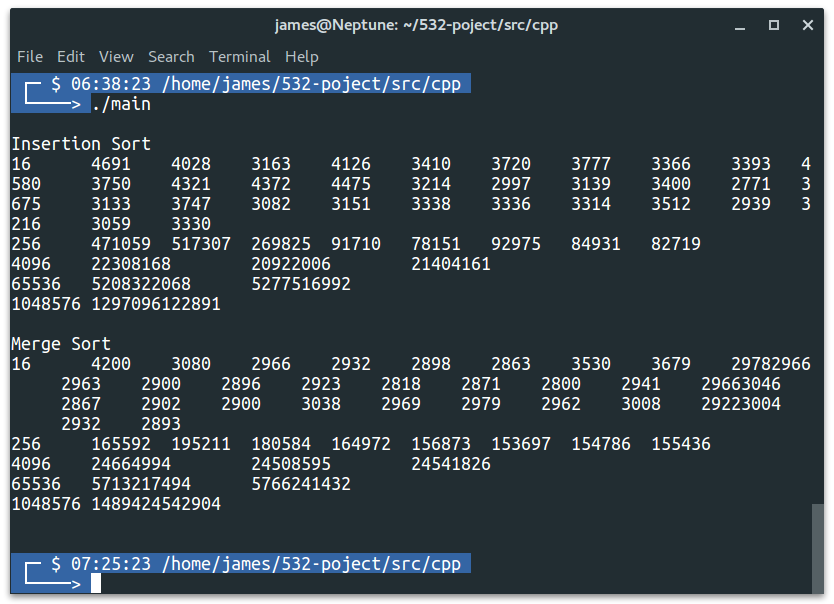 james@Neptune: ~/532-poject/src/cpp
File Edit View Search Terminal Help
$ 06:38:23 /home/james/532-poject/src/cpp
> ./main
Insertion Sort
16 4691 4028 3163 4126 3410 3720 3777 3366 3393 4
580 3750 4321 4372 4475 3214 2997 3139 3400 2771 3
675 3133 3747 3082 3151 3338 3336 3314 3512 2939 3
216 3059 3330
256 471059 517307 269825 91710 78151 92975 84931 82719
4096 22308168 20922006 21404161
65536 5208322068 5277516992
1048576 1297096122891
Merge Sort
16 4200 3080 2966 2932 2898 2863 3530 3679 29782966
2963 2900 2896 2923 2818 2871 2800 2941 29663046
2867 2902 2900 3038 2969 2979 2962 3008 29223004
2932 2893
256 165592 195211 180584 164972 156873 153697 154786 155436
4096 24664994 24508595 24541826
65536 5713217494 5766241432
1048576 1489424542904
$ 07:25:23 /home/james/532-poject/src/cpp
>